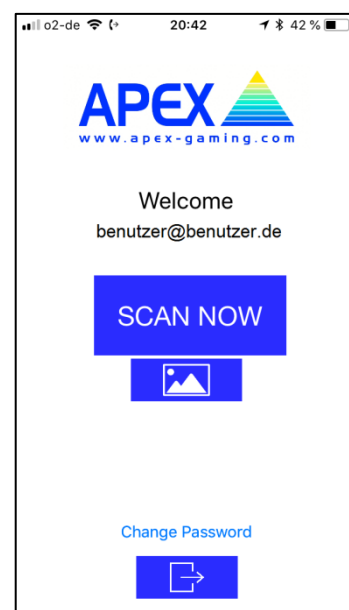 o2-de 20:42 42 %
APEX
www.apex-gaming.com
Welcome
benutzer@benutzer.de
SCAN NOW
Change Password